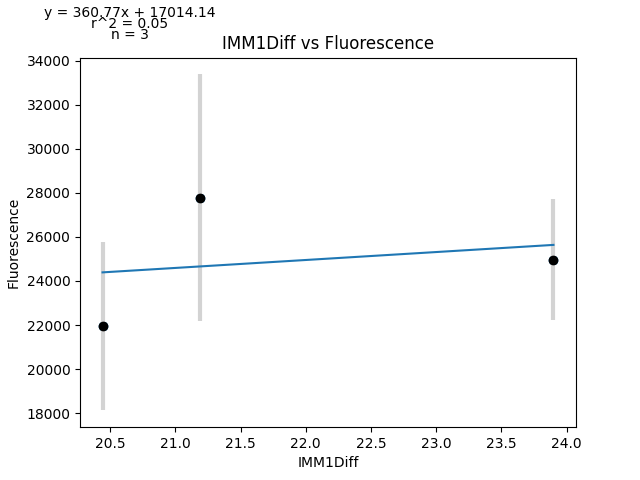 y = 360.77x + 17014.14
r^2 = 0.05
n = 3
IMM1Diff vs Fluorescence
34000
32000
30000
28000
26000
24000
22000
20000
18000
Fluorescence
20.5 21.0 21.5 22.0 22.5 23.0 23.5 24.0
IMM1Diff